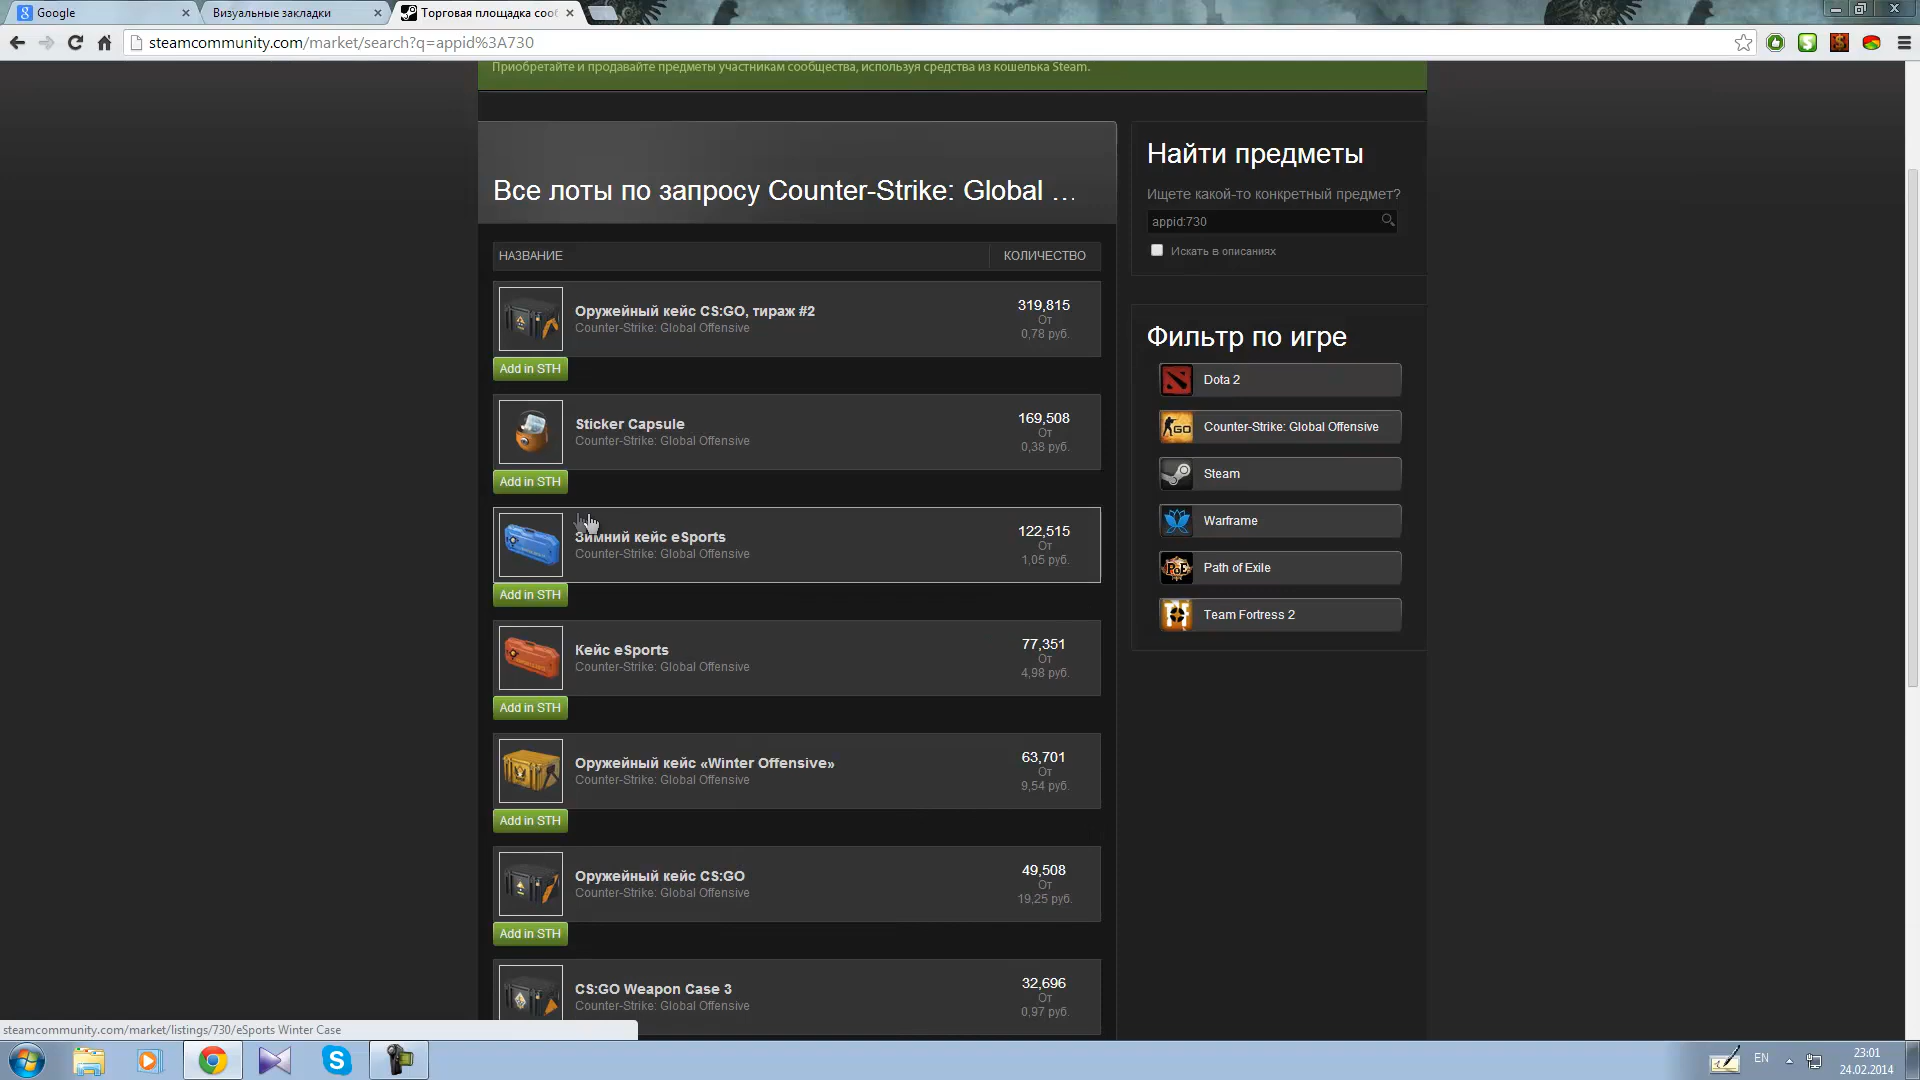 Google
Визуальные закладки
Торговая площадка соо
steamcommunity.com/market/search?q=appid%3A730
Приобретайте и продавайте предметы участникам сообщества, используя средства из кошелька Steam.
Все лоты по запросу Counter-Strike: Global ...
НАЗВАНИЕ
КОЛИЧЕСТВО
Оружейный кейс CS:GO, тираж #2
Counter-Strike: Global Offensive
319,815
От
0,78 руб.
Add in STH
Sticker Capsule
Counter-Strike: Global Offensive
169,508
От
0,38 руб.
Add in STH
Зимний кейс eSports
Counter-Strike: Global Offensive
122,515
От
1,05 руб.
Add in STH
Кейс eSports
Counter-Strike: Global Offensive
77,351
От
4,98 руб.
Add in STH
Оружейный кейс «Winter Offensive»
Counter-Strike: Global Offensive
63,701
От
9,54 руб.
Add in STH
Оружейный кейс CS:GO
Counter-Strike: Global Offensive
49,508
От
19,25 руб.
Add in STH
CS:GO Weapon Case 3
Counter-Strike: Global Offensive
32,696
От
0,97 руб.
Найти предметы
Ищете какой-то конкретный предмет?
appid:730
Искать в описаниях
Фильтр по игре
Dota 2
GO
Counter-Strike: Global Offensive
Steam
Warframe
PoE
Path of Exile
Team Fortress 2
steamcommunity.com/market/listings/730/eSports Winter Case
EN
23:01
24.02.2014